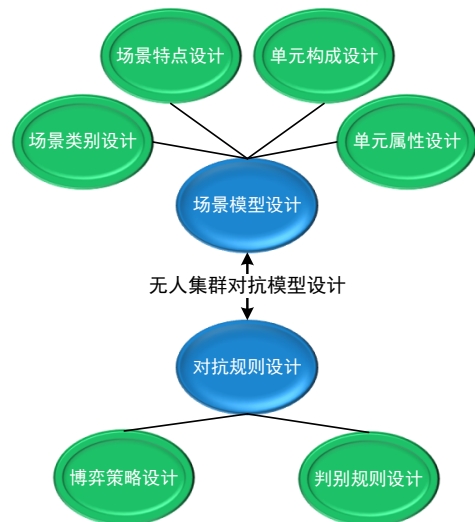 场景特点设计
单元构成设计
场景类别设计
单元属性设计
场景模型设计
无人集群对抗模型设计
对抗规则设计
博弈策略设计
判别规则设计